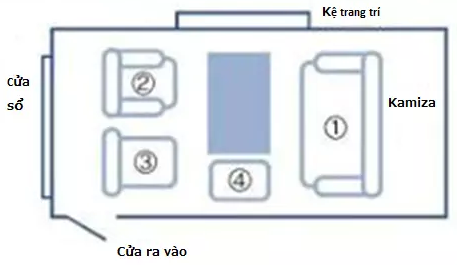 Kệ trang trí
Cửa
sổ
②
①
Kamiza
③
④
Cửa ra vào